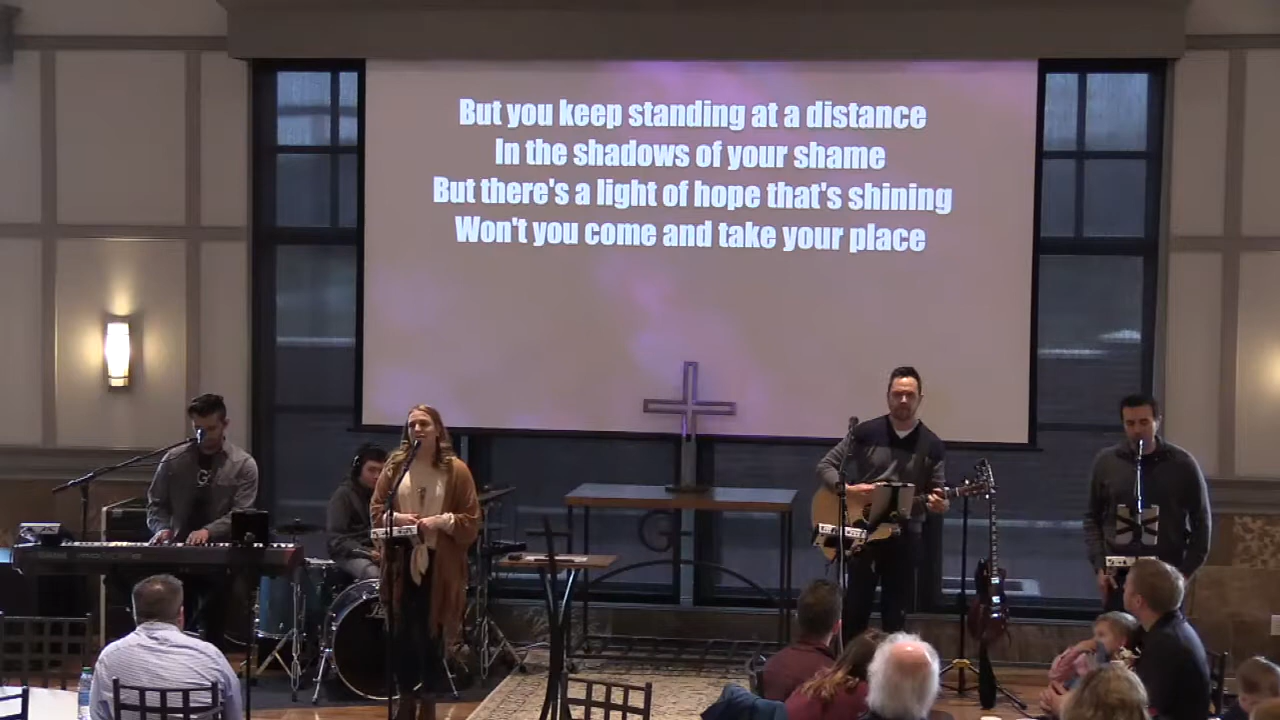 But you keep standing at a distance
In the shadows of your shame
But there's a light of hope that's shining
Won't you come and take your place